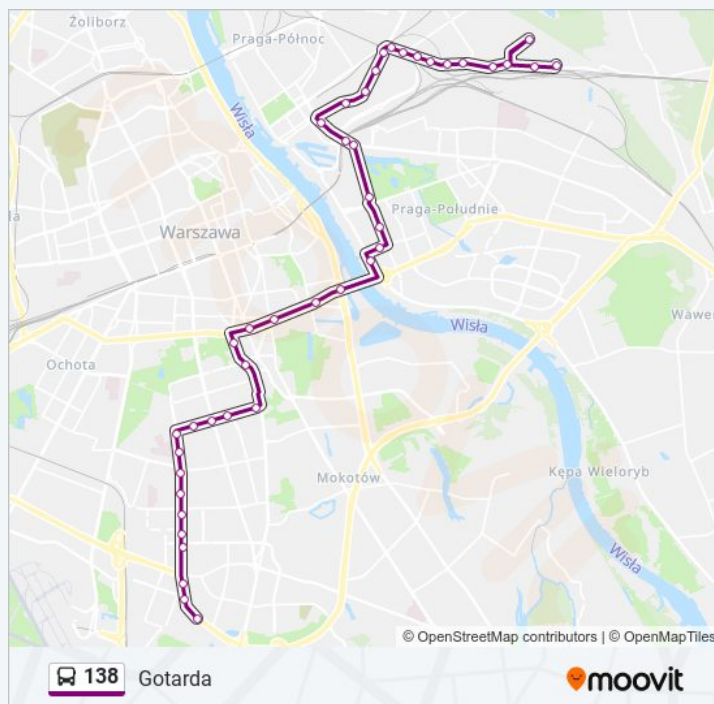 Żoliborz
Praga-Północ
Wisła
Praga-Południe
Warszawa
Wisła
Wawer
Ochota
Mokotów
Kępa Wieloryb
Wisła
© OpenStreetMap contributors | © OpenMapTiles
138 Gotarda
moovit